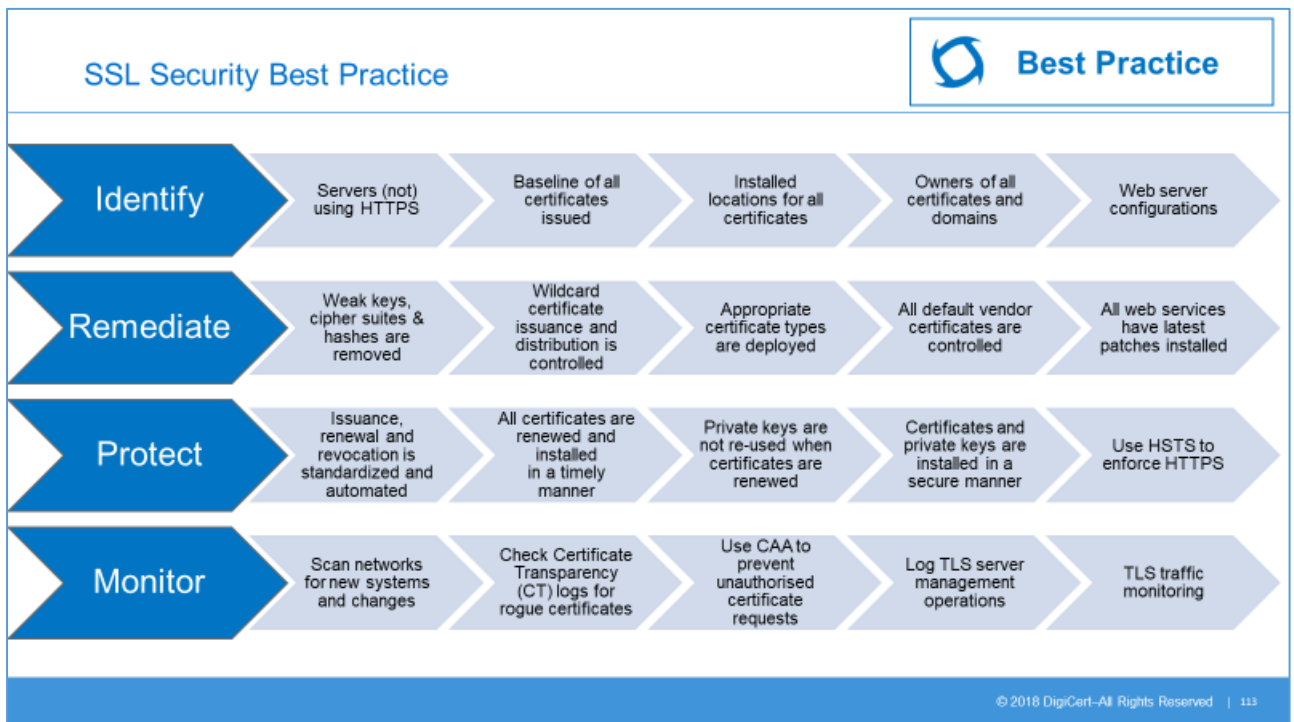 SSL Security Best Practice
Best Practice
Identify
Servers (not)
using HTTPS
Baseline of all
certificates
issued
Installed
locations for all
certificates
Owners of all
certificates and
domains
Web server
configurations
Remediate
Weak keys,
cipher suites &
hashes are
removed
Wildcard
certificate
issuance and
distribution is
controlled
Appropriate
certificate types
are deployed
All default vendor
certificates are
controlled
All web services
have latest
patches installed
Protect
Issuance,
renewal and
revocation is
standardized and
automated
All certificates are
renewed and
installed
in a timely
manner
Private keys are
not re-used when
certificates are
renewed
Certificates and
private keys are
installed in a
secure manner
Use HSTS to
enforce HTTPS
Monitor
Scan networks
for new systems
and changes
Check Certificate
Transparency
(CT) logs for
rogue certificates
Use CAA to
prevent
unauthorised
certificate
requests
Log TLS server
management
operations
TLS traffic
monitoring
© 2018 DigiCert–All Rights Reserved | 113